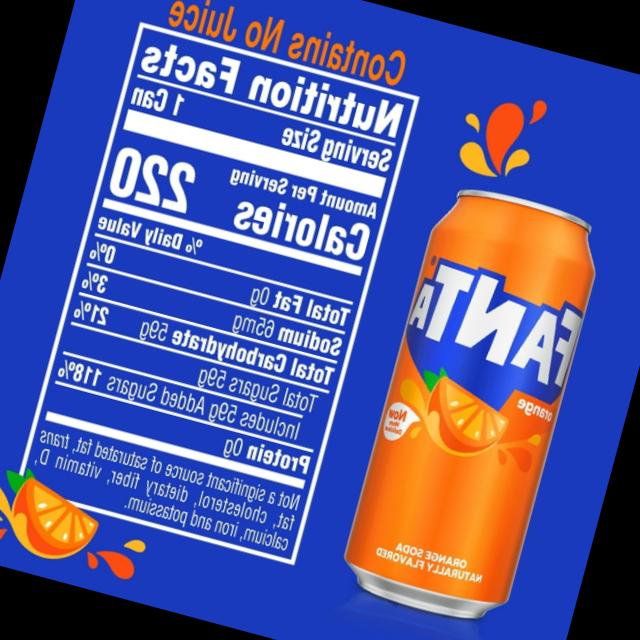 Contains No Juice
Nutrition Facts
Serving Size 1 Can
Amount Per Serving
Calories 220
% Daily Value
Total Fat 0g 0%
Sodium 65mg 3%
Total Carbohydrate 59g 21%
Total Sugars 59g
Includes 59g Added Sugars 118%
Protein 0g
Not a significant source of saturated fat, trans
fat, cholesterol, dietary fiber, vitamin D,
calcium, iron and potassium.
FANTA
orange
Now
More
ORANGE SODA
NATURALLY FLAVORED